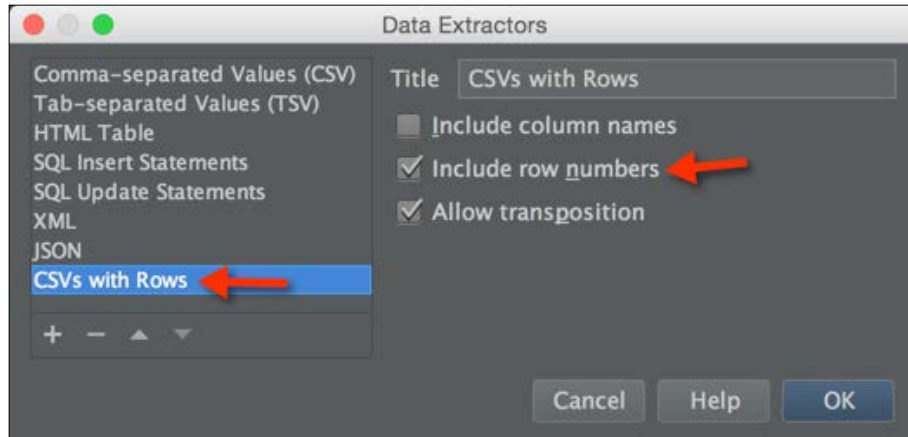 Data Extractors
Comma-separated Values (CSV)
Tab-separated Values (TSV)
HTML Table
SQL Insert Statements
SQL Update Statements
XML
JSON
CSVs with Rows
Title CSVs with Rows
Include column names
Include row numbers
Allow transposition
Cancel Help OK